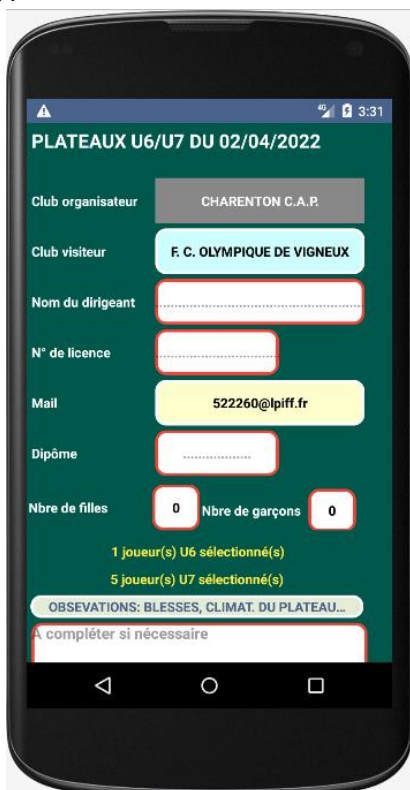 4G 3:31
PLATEAUX U6/U7 DU 02/04/2022
Club organisateur CHARENTON C.A.P.
Club visiteur F. C. OLYMPIQUE DE VIGNEUX
Nom du dirigeant ..................................................
N° de licence ..............................
Mail 522260@lpiff.fr
Dipôme .................
Nbre de filles 0 Nbre de garçons 0
1 joueur(s) U6 sélectionné(s)
5 joueur(s) U7 sélectionné(s)
OBSEVATIONS: BLESSES, CLIMAT. DU PLATEAU...
A compléter si nécessaire